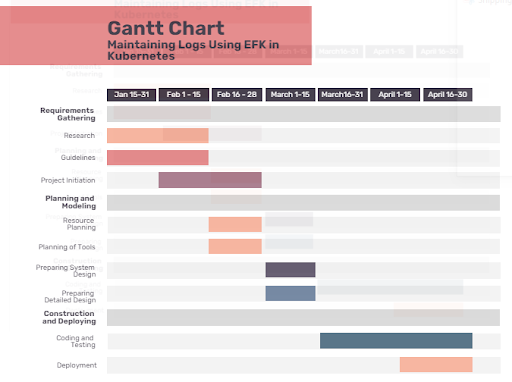 Gantt Chart
Maintaining Logs Using EFK in
Kubernetes
Jan 15-31 Feb 1 - 15 Feb 16 - 28 March 1-15 March16-31 April 1-15 April 16-30
Requirements
Gathering
Research
Guidelines
Project Initiation
Planning and
Modeling
Resource
Planning
Planning of Tools
Preparing System
Design
Preparing
Detailed Design
Construction
and Deploying
Coding and
Testing
Deployment